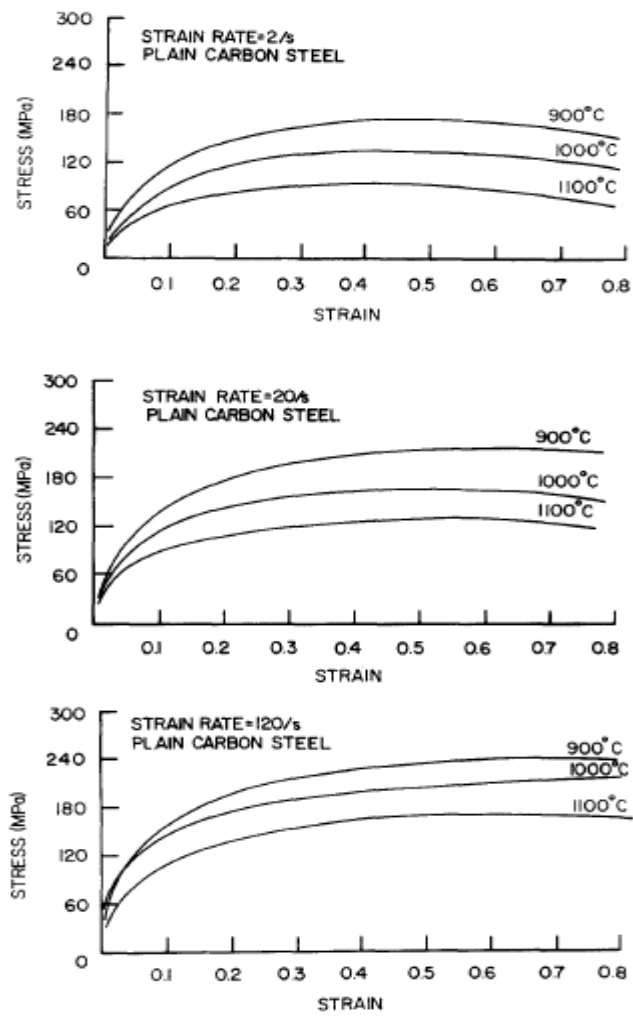 300
STRAIN RATE=2/s
PLAIN CARBON STEEL
240
180
900°C
1000°C
120
1100°C
60
0
STRESS (MPa)
0.1 0.2 0.3 0.4 0.5 0.6 0.7 0.8
STRAIN
300
STRAIN RATE=20/s
PLAIN CARBON STEEL
240
900°C
180
1000°C
1100°C
120
60
0
STRESS (MPa)
0.1 0.2 0.3 0.4 0.5 0.6 0.7 0.8
STRAIN
300
STRAIN RATE=120/s
PLAIN CARBON STEEL
240
900°C
1000°C
180
1100°C
120
60
0
STRESS (MPa)
0.1 0.2 0.3 0.4 0.5 0.6 0.7 0.8
STRAIN